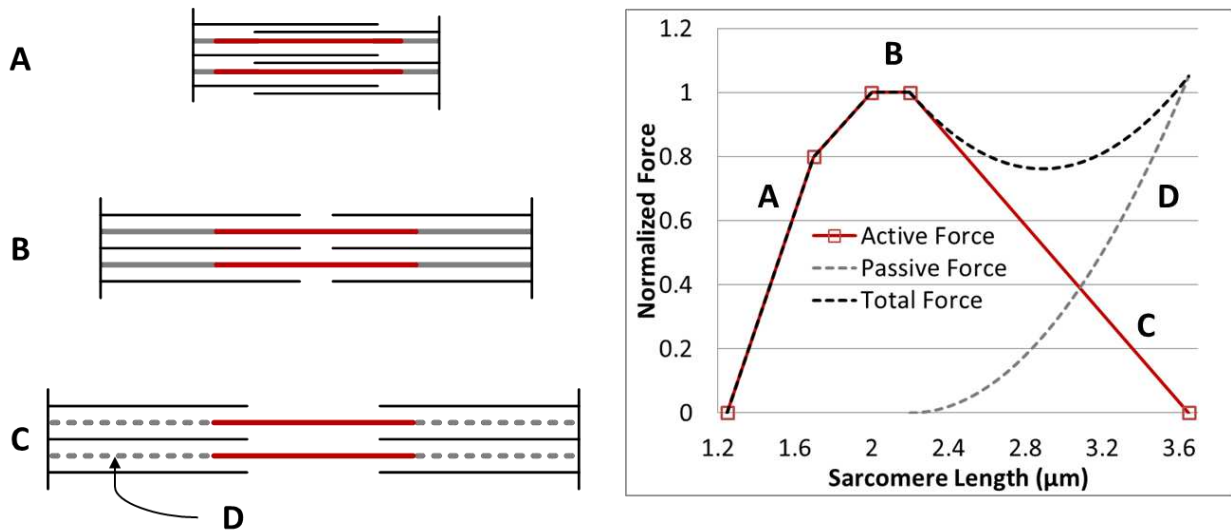 A
B
C
D
1.2
1
0.8
0.6
0.4
0.2
0
Normalized Force
B
A
D
C
Active Force
Passive Force
Total Force
1.2 1.6 2 2.4 2.8 3.2 3.6
Sarcomere Length (μm)